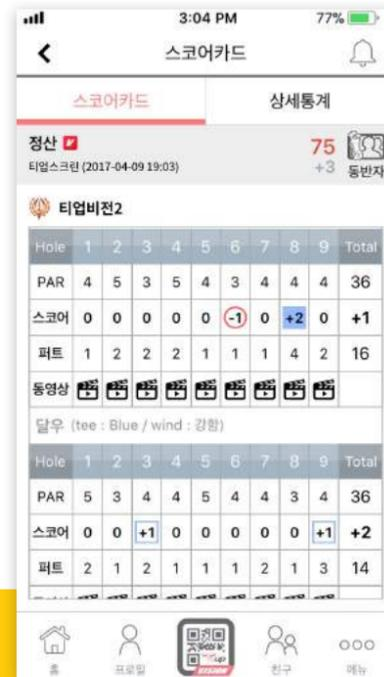 3:04 PM 77%
스코어카드
스코어카드 상세통계
정산 75
티업스크린 (2017-04-09 19:03) +3 동반자
티업비전2
Hole 1 2 3 4 5 6 7 8 9 Total
PAR 4 5 3 5 4 3 4 4 4 36
스코어 0 0 0 0 0 -1 0 +2 0 +1
퍼트 1 2 2 2 1 1 1 4 2 16
동영상
달우 (tee : Blue / wind : 강함)
Hole 1 2 3 4 5 6 7 8 9 Total
PAR 5 3 4 4 5 4 4 3 4 36
스코어 0 0 +1 0 0 0 0 0 +1 +2
퍼트 2 1 2 1 1 1 2 1 3 14
홈 프로필 VISION 친구 메뉴